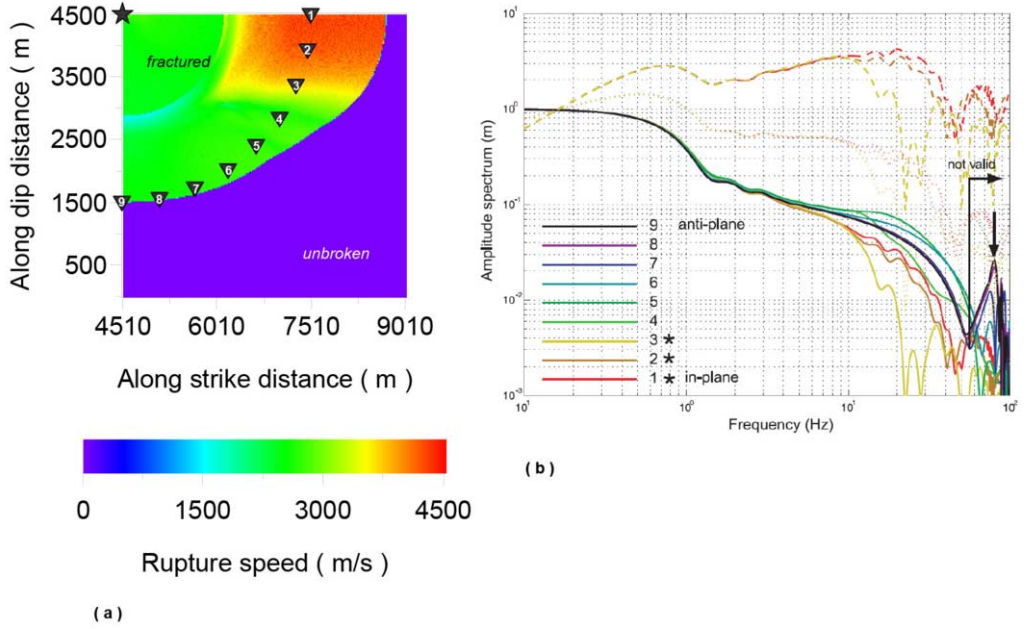 4500
3500
2500
1500
500
Along dip distance ( m )
fractured
unbroken
1
2
3
4
5
6
7
8
9
4510 6010 7510 9010
Along strike distance ( m )
0 1500 3000 4500
Rupture speed ( m/s )
( a )
10¹
10⁰
10⁻¹
10⁻²
10⁻³
Amplitude spectrum (m)
not valid
9 anti-plane
8
7
6
5
4
3 *
2 *
1 * in-plane
10¹ 10⁰ 10¹ 10²
Frequency (Hz)
( b )